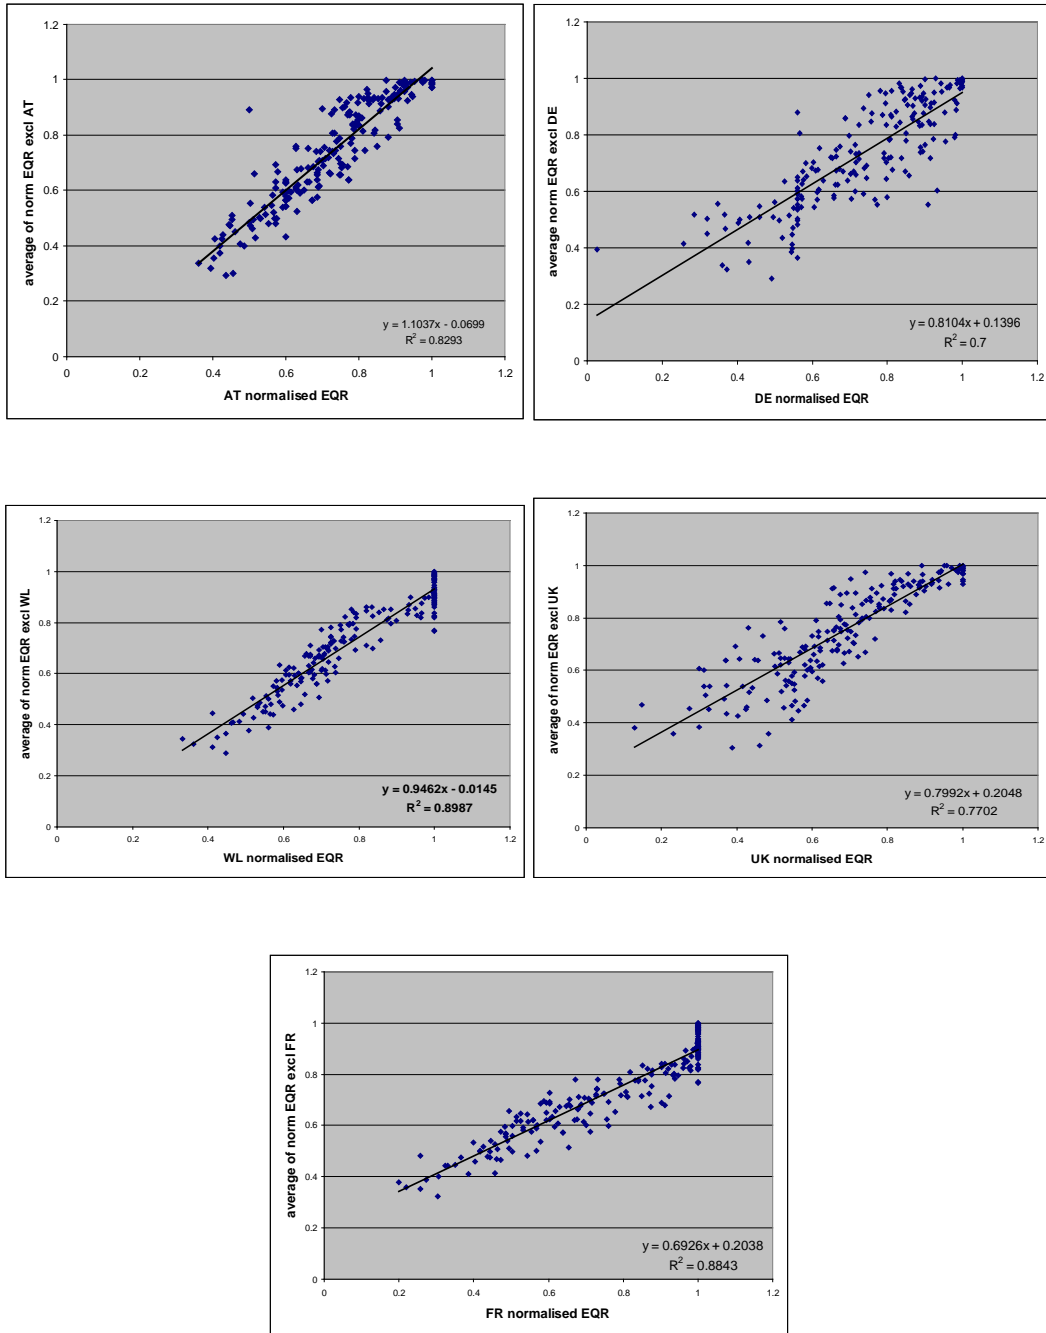 1.2
1
0.8
0.6
0.4
0.2
0
average of norm EQR excl AT
y = 1.1037x - 0.0699
R² = 0.8293
0 0.2 0.4 0.6 0.8 1 1.2
AT normalised EQR
1.2
1
0.8
0.6
0.4
0.2
0
average norm EQR excl DE
y = 0.8104x + 0.1396
R² = 0.7
0 0.2 0.4 0.6 0.8 1 1.2
DE normalised EQR
1.2
1
0.8
0.6
0.4
0.2
0
average of norm EQR excl WL
y = 0.9462x - 0.0145
R² = 0.8987
0 0.2 0.4 0.6 0.8 1 1.2
WL normalised EQR
1.2
1
0.8
0.6
0.4
0.2
0
average of norm EQR excl UK
y = 0.7992x + 0.2048
R² = 0.7702
0 0.2 0.4 0.6 0.8 1 1.2
UK normalised EQR
1.2
1
0.8
0.6
0.4
0.2
0
average of norm EQR excl FR
y = 0.6926x + 0.2038
R² = 0.8843
0 0.2 0.4 0.6 0.8 1 1.2
FR normalised EQR